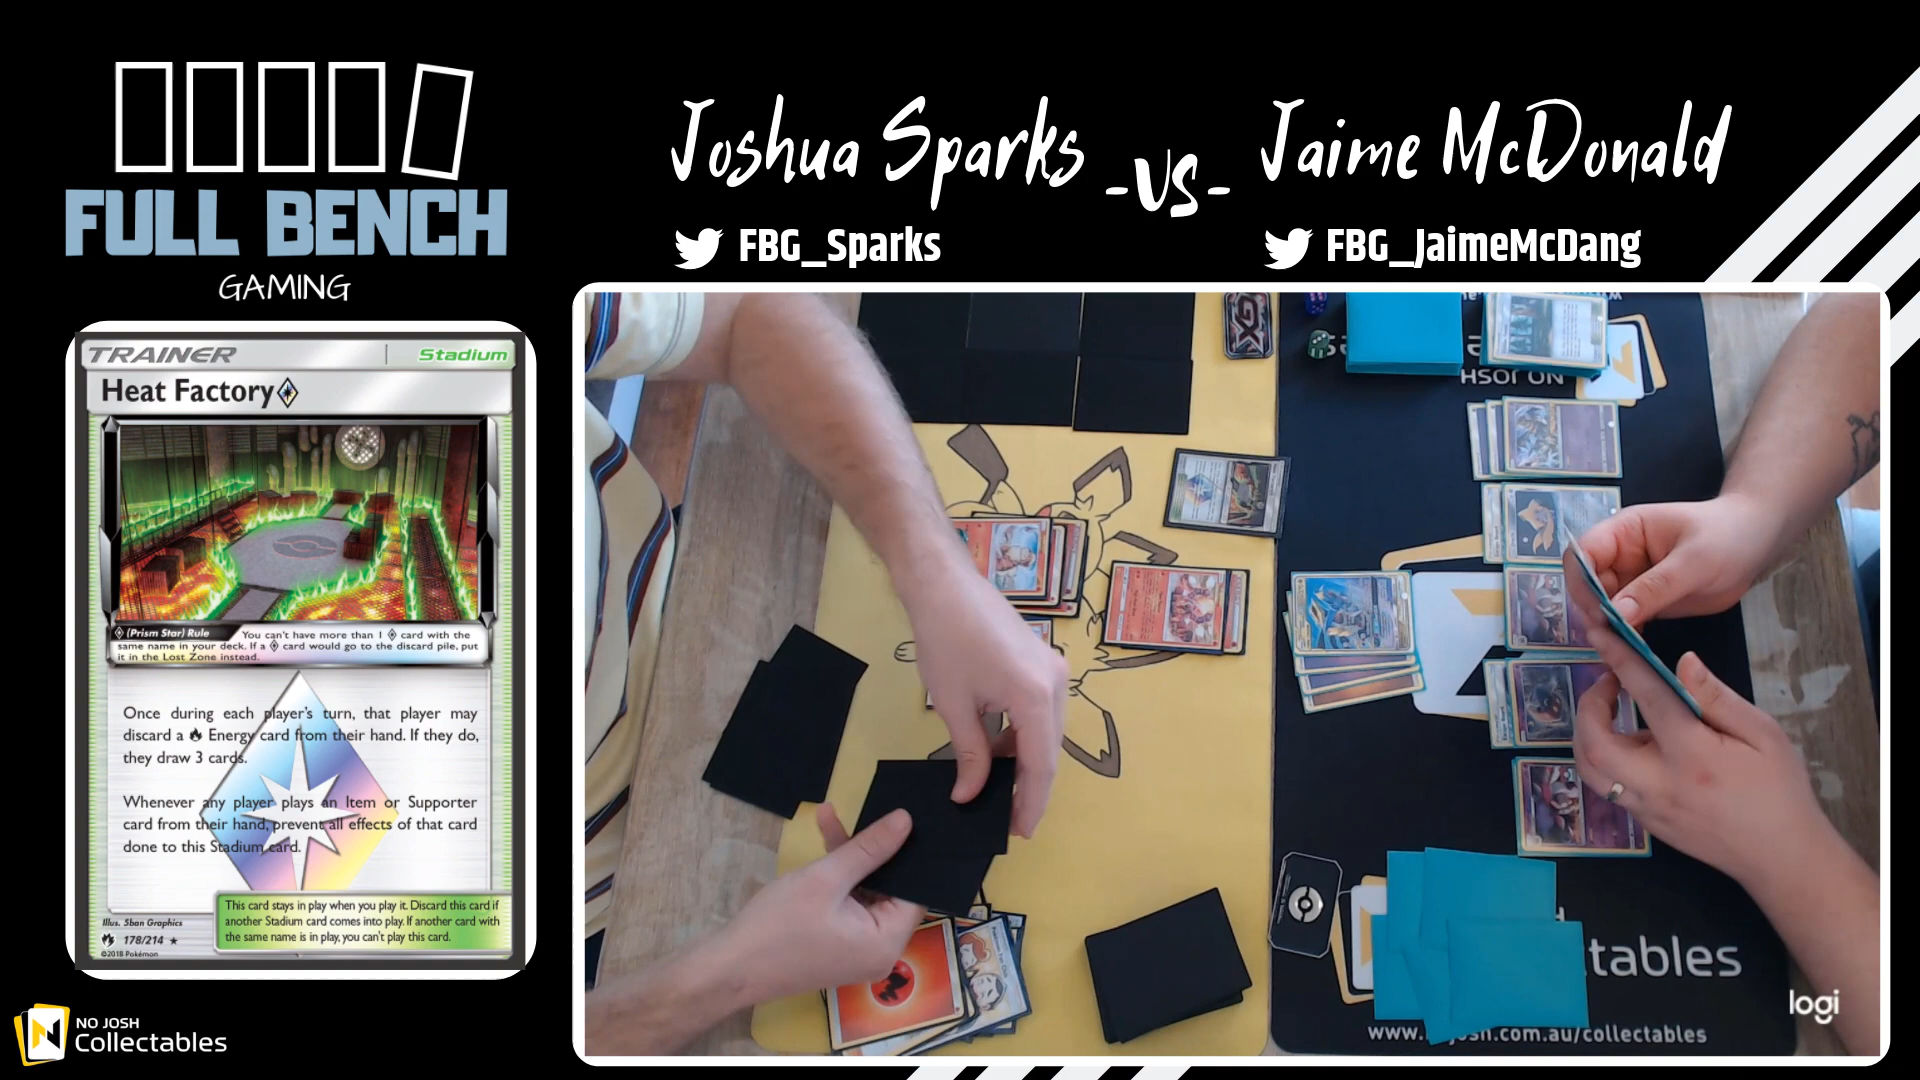 FULL BENCH
GAMING
Joshua Sparks
-VS-
Jaime McDonald
FBG_Sparks
FBG_JaimeMcDang
TRAINER
Stadium
Heat Factory
(Prism Star) Rule
You can't have more than 1 card with the
same name in your deck. If a card would go to the discard pile, put
it in the Lost Zone instead.
Once during each player's turn, that player may
discard a Energy card from their hand. If they do,
they draw 3 cards.
Whenever any player plays an Item or Supporter
card from their hand, prevent all effects of that card
done to this Stadium card.
This card stays in play when you play it. Discard this card if
another Stadium card comes into play. If another card with
the same name is in play, you can't play this card.
Illus. 5ban Graphics
178/214
©2018 Pokémon
NO JOSH
Collectables
GX
NO JOSH
ctables
logi